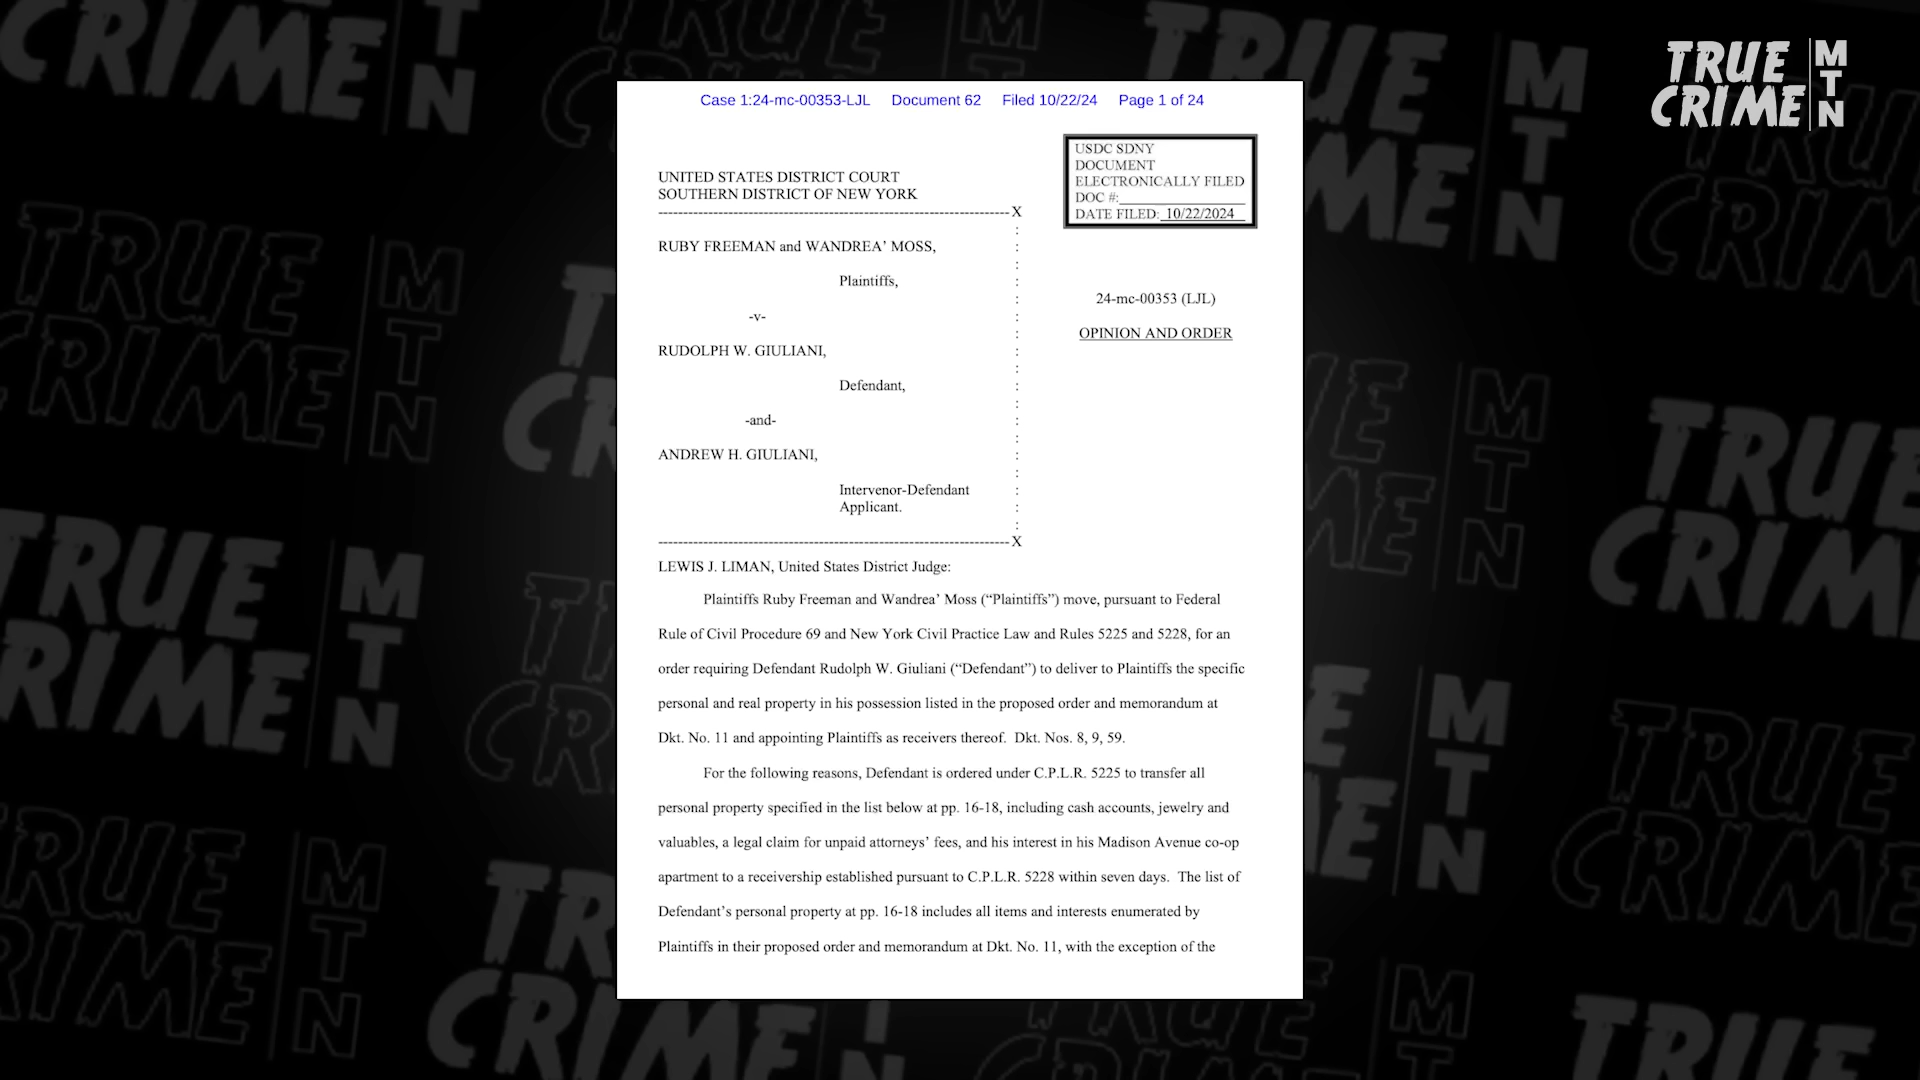 TRUE CRIME MTN
Case 1:24-mc-00353-LJL Document 62 Filed 10/22/24 Page 1 of 24
USDC SDNY
DOCUMENT
ELECTRONICALLY FILED
DOC #:
DATE FILED: 10/22/2024
UNITED STATES DISTRICT COURT
SOUTHERN DISTRICT OF NEW YORK
----------------------------------------------------------------------X
RUBY FREEMAN and WANDREA’ MOSS,
Plaintiffs,
-v-
RUDOLPH W. GIULIANI,
Defendant,
-and-
ANDREW H. GIULIANI,
Intervenor-Defendant
Applicant.
----------------------------------------------------------------------X
24-mc-00353 (LJL)
OPINION AND ORDER
LEWIS J. LIMAN, United States District Judge:
Plaintiffs Ruby Freeman and Wandrea’ Moss (“Plaintiffs”) move, pursuant to Federal
Rule of Civil Procedure 69 and New York Civil Practice Law and Rules 5225 and 5228, for an
order requiring Defendant Rudolph W. Giuliani (“Defendant”) to deliver to Plaintiffs the specific
personal and real property in his possession listed in the proposed order and memorandum at
Dkt. No. 11 and appointing Plaintiffs as receivers thereof. Dkt. Nos. 8, 9, 59.
For the following reasons, Defendant is ordered under C.P.L.R. 5225 to transfer all
personal property specified in the list below at pp. 16-18, including cash accounts, jewelry and
valuables, a legal claim for unpaid attorneys’ fees, and his interest in his Madison Avenue co-op
apartment to a receivership established pursuant to C.P.L.R. 5228 within seven days. The list of
Defendant’s personal property at pp. 16-18 includes all items and interests enumerated by
Plaintiffs in their proposed order and memorandum at Dkt. No. 11, with the exception of the